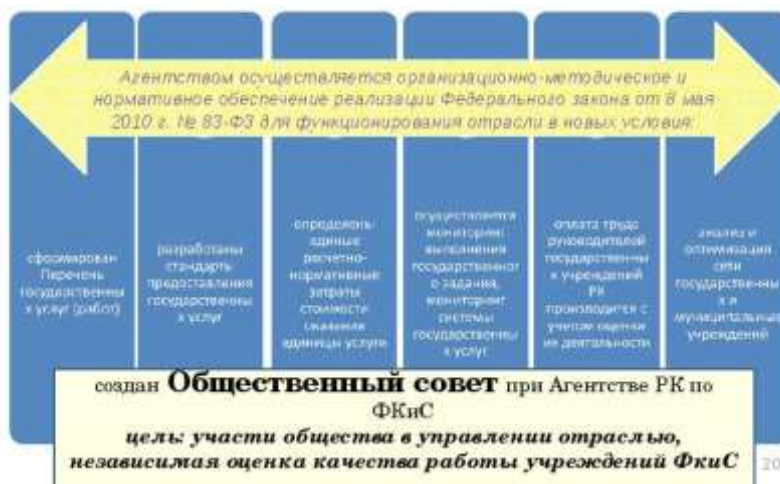 Агентством осуществляется организационно-методическое и
нормативное обеспечение реализации Федерального закона от 8 мая
2010 г. № 83-ФЗ для функционирования отрасли в новых условия:
сформирован
Перечень
государственны
х услуг (работ)
разработаны
стандарты
предоставления
государственны
х услуг
определены
единые
расчетно-
нормативные
затраты
стоимости
оказания
единицы услуги
осуществляется
мониторинг
выполнения
государственног
о задания,
мониторинг
системы
государственны
х услуг
оплата труда
руководителей
государственны
х учреждений
РК
производится с
учетом оценки
их деятельности
анализ и
оптимизация
сети
государственны
х и
муниципальных
учреждений
создан Общественный совет при Агентстве РК по
ФКиС
цель: участи общества в управлении отраслью,
независимая оценка качества работы учреждений ФкиС
20